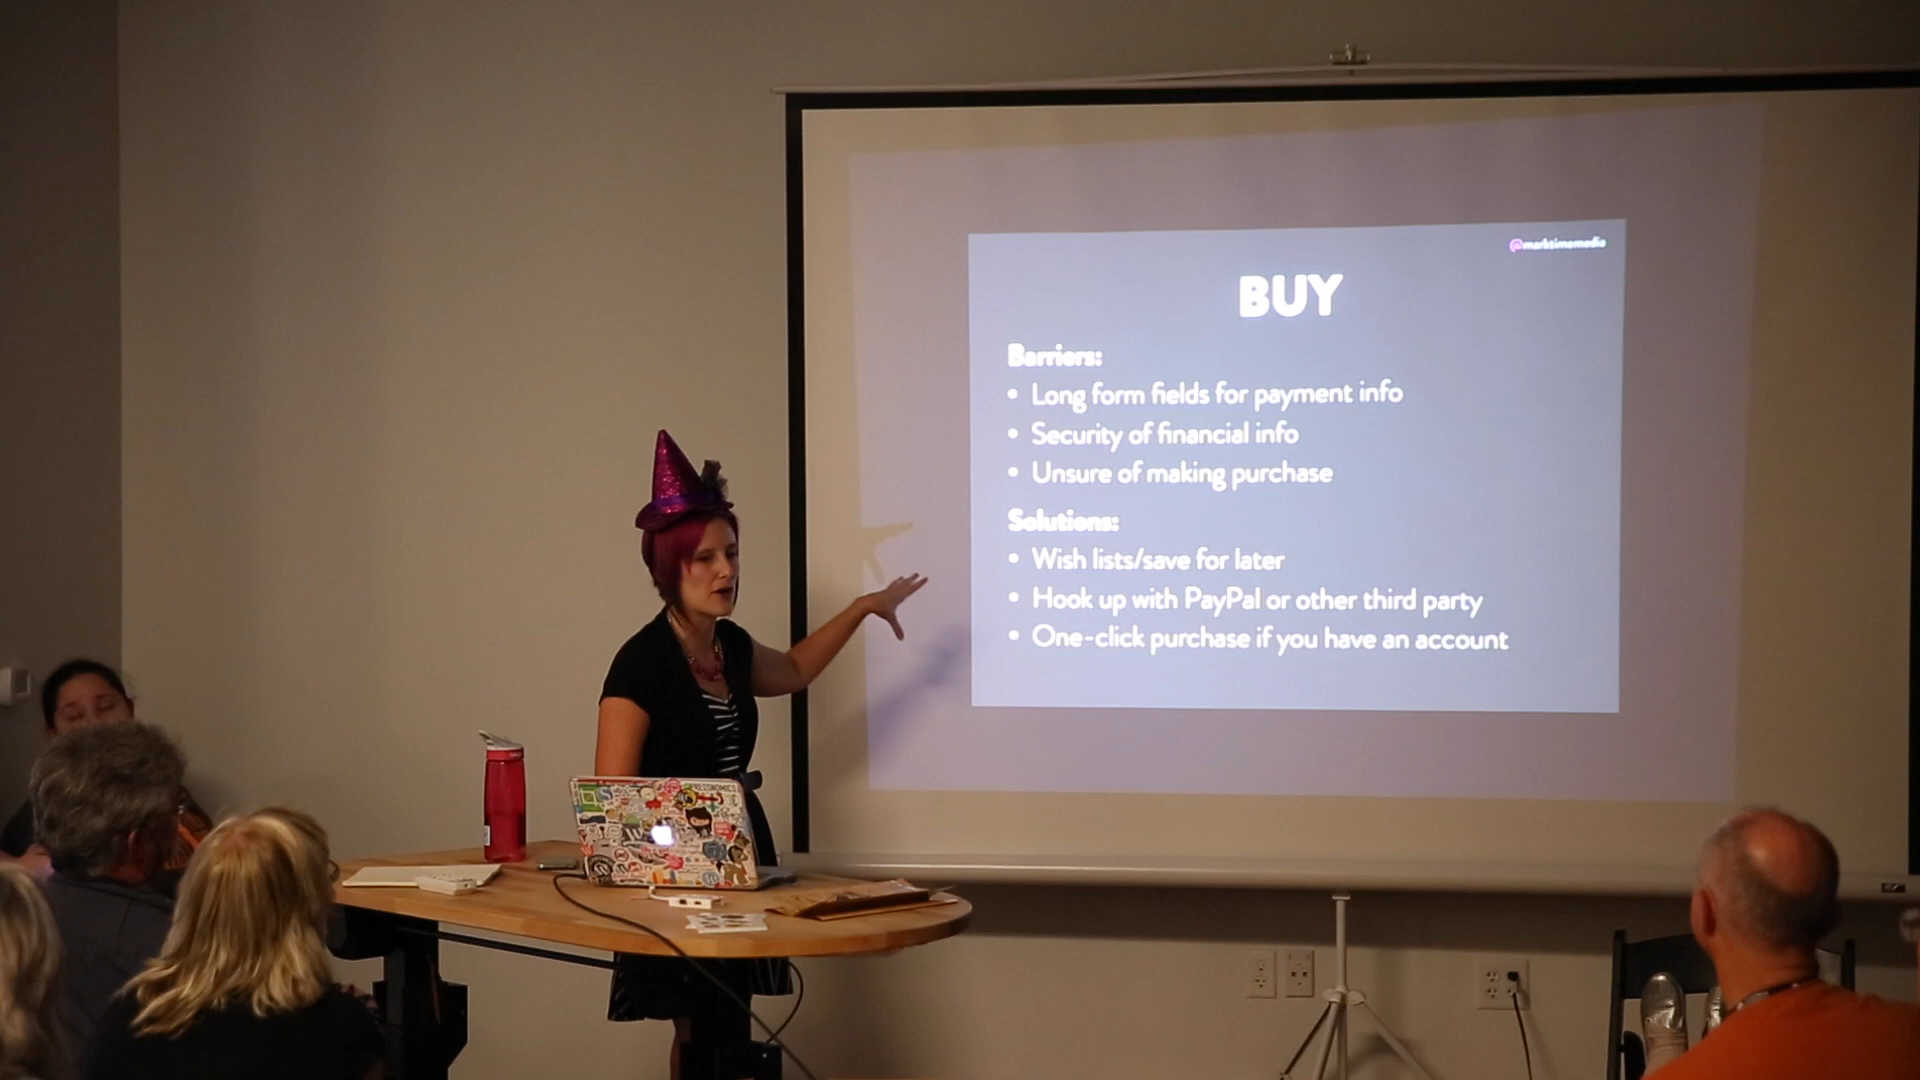 @marktimemedia
BUY
Barriers:
• Long form fields for payment info
• Security of financial info
• Unsure of making purchase
Solutions:
• Wish lists/save for later
• Hook up with PayPal or other third party
• One-click purchase if you have an account